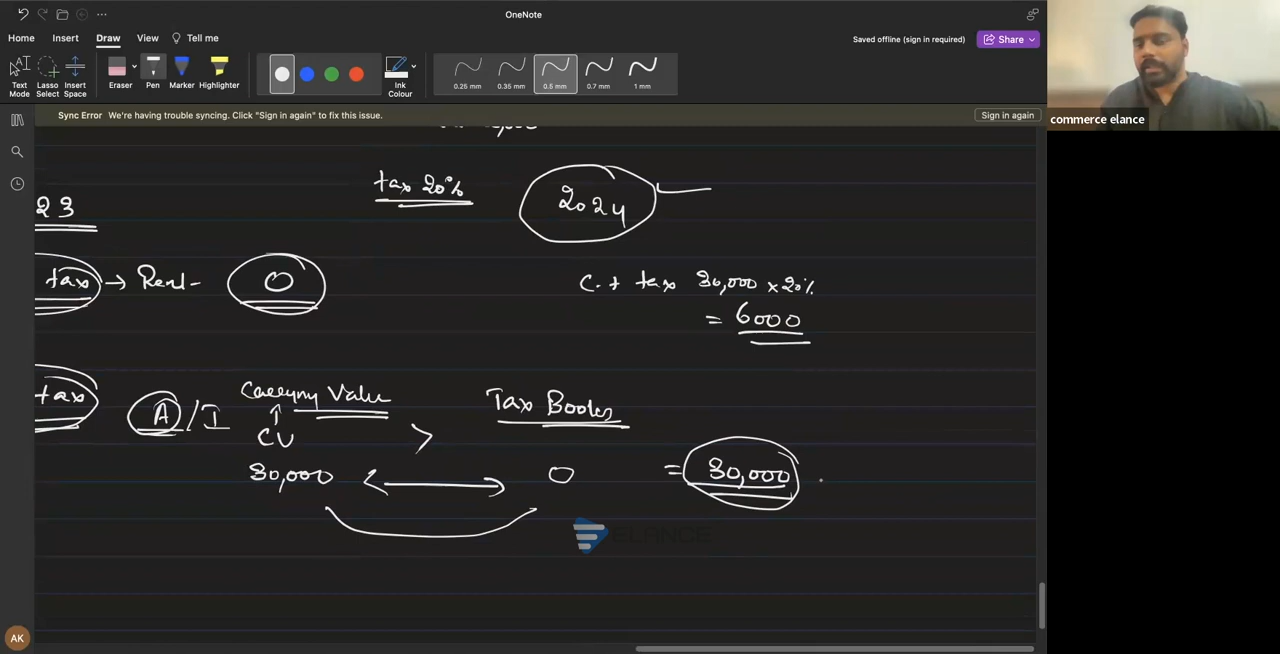 OneNote
Home Insert Draw View Tell me
Saved offline (sign in required) Share
Text Mode Lasso Select Insert Space Eraser Pen Marker Highlighter Ink Colour 0.25 mm 0.35 mm 0.5 mm 0.7 mm 1 mm
Sync Error We're having trouble syncing. Click "Sign in again" to fix this issue. Sign in again
commerce elance
tax 20%
2024
23
tax → Rent - 0
C. + tax 30,000 x 20%
= 6000
tax A/I Carrying Value Tax Books
CV >
30,000 0 = 30,000
ELANCE
AK